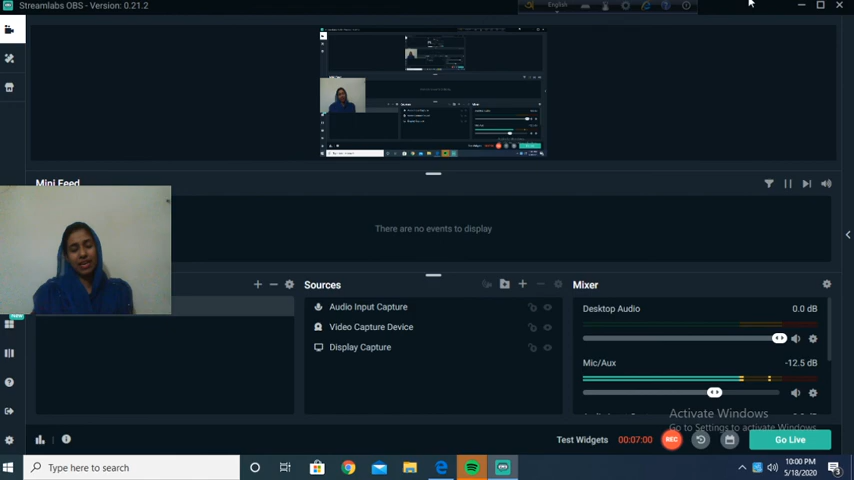 Streamlabs OBS - Version: 0.21.2
English
Mini Feed
There are no events to display
Sources
Mixer
Audio Input Capture
Video Capture Device
Display Capture
Desktop Audio
0.0 dB
Mic/Aux
-12.5 dB
New
Activate Windows
Go to Settings to activate Windows.
Test Widgets
00:07:00
REC
Go Live
Type here to search
10:00 PM
5/18/2020
3